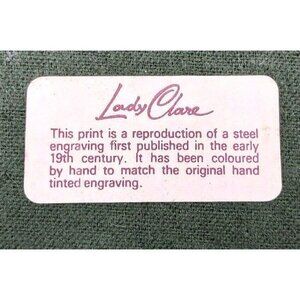 Lady Clare
This print is a reproduction of a steel
engraving first published in the early
19th century. It has been coloured
by hand to match the original hand
tinted engraving.